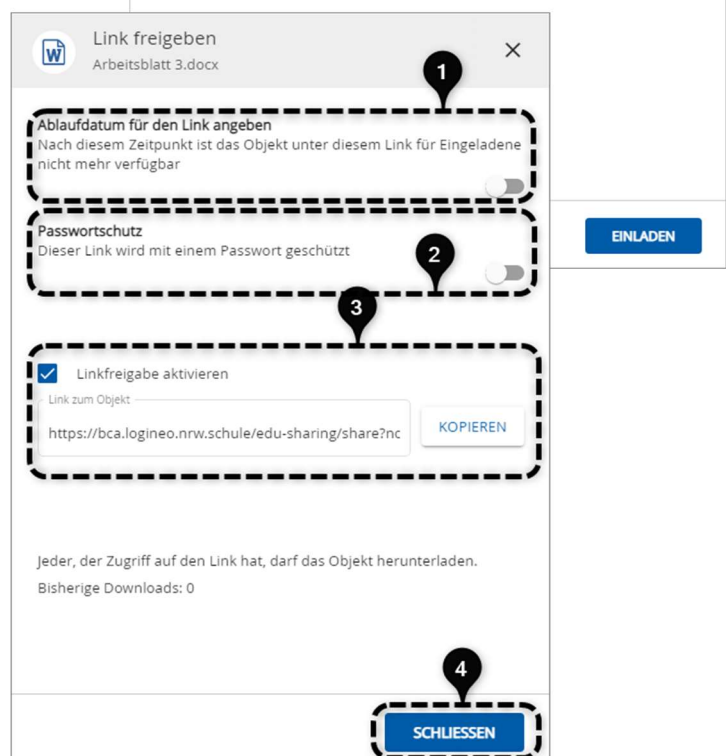 Link freigeben
Arbeitsblatt 3.docx
1
Ablaufdatum für den Link angeben
Nach diesem Zeitpunkt ist das Objekt unter diesem Link für Eingeladene
nicht mehr verfügbar
Passwortschutz
Dieser Link wird mit einem Passwort geschützt
2
EINLADEN
3
Linkfreigabe aktivieren
Link zum Objekt
https://bca.logineo.nrw.schule/edu-sharing/share?nc
KOPIEREN
Jeder, der Zugriff auf den Link hat, darf das Objekt herunterladen.
Bisherige Downloads: 0
4
SCHLIESSEN